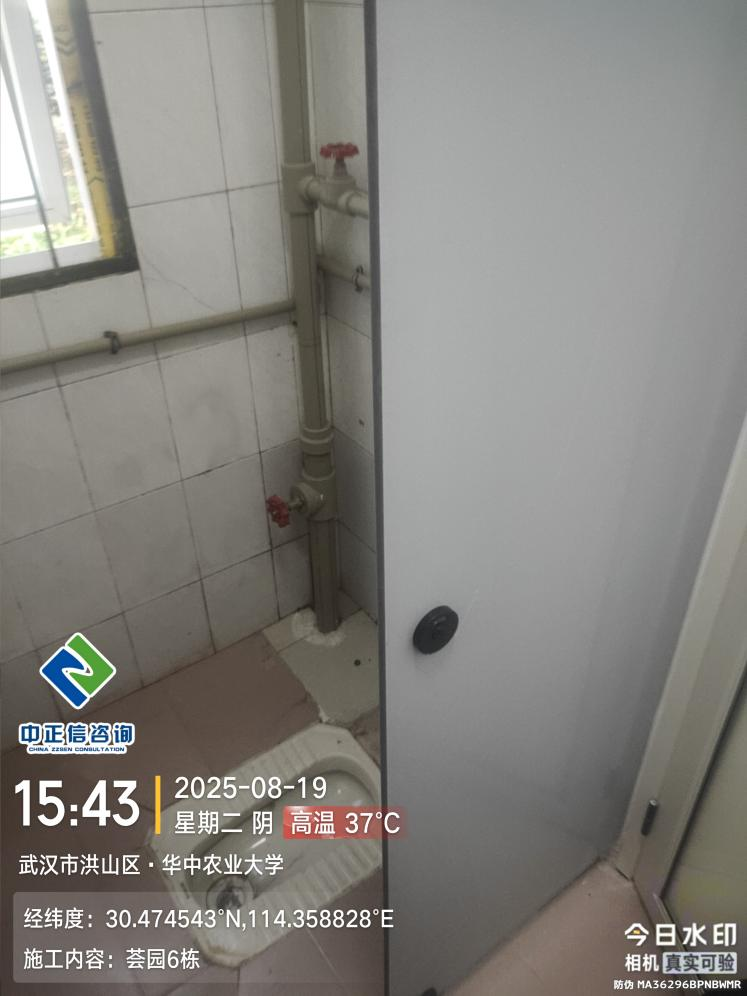 中正信咨询
CHINA ZZSEN CONSULTATION
15:43
2025-08-19
星期二 阴 高温 37°C
武汉市洪山区·华中农业大学
经纬度：30.474543°N,114.358828°E
施工内容：荟园6栋
今日水印
相机 真实可验
防伪 MA36296BPNBWMR